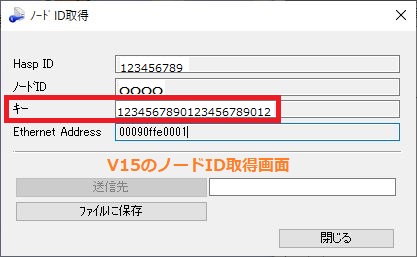 ノードID取得
Hasp ID 123456789
ノードID ○○○○
キー 1234567890123456789012
Ethernet Address 00090ffe0001
V15のノードID取得画面
送信先
ファイルに保存
閉じる